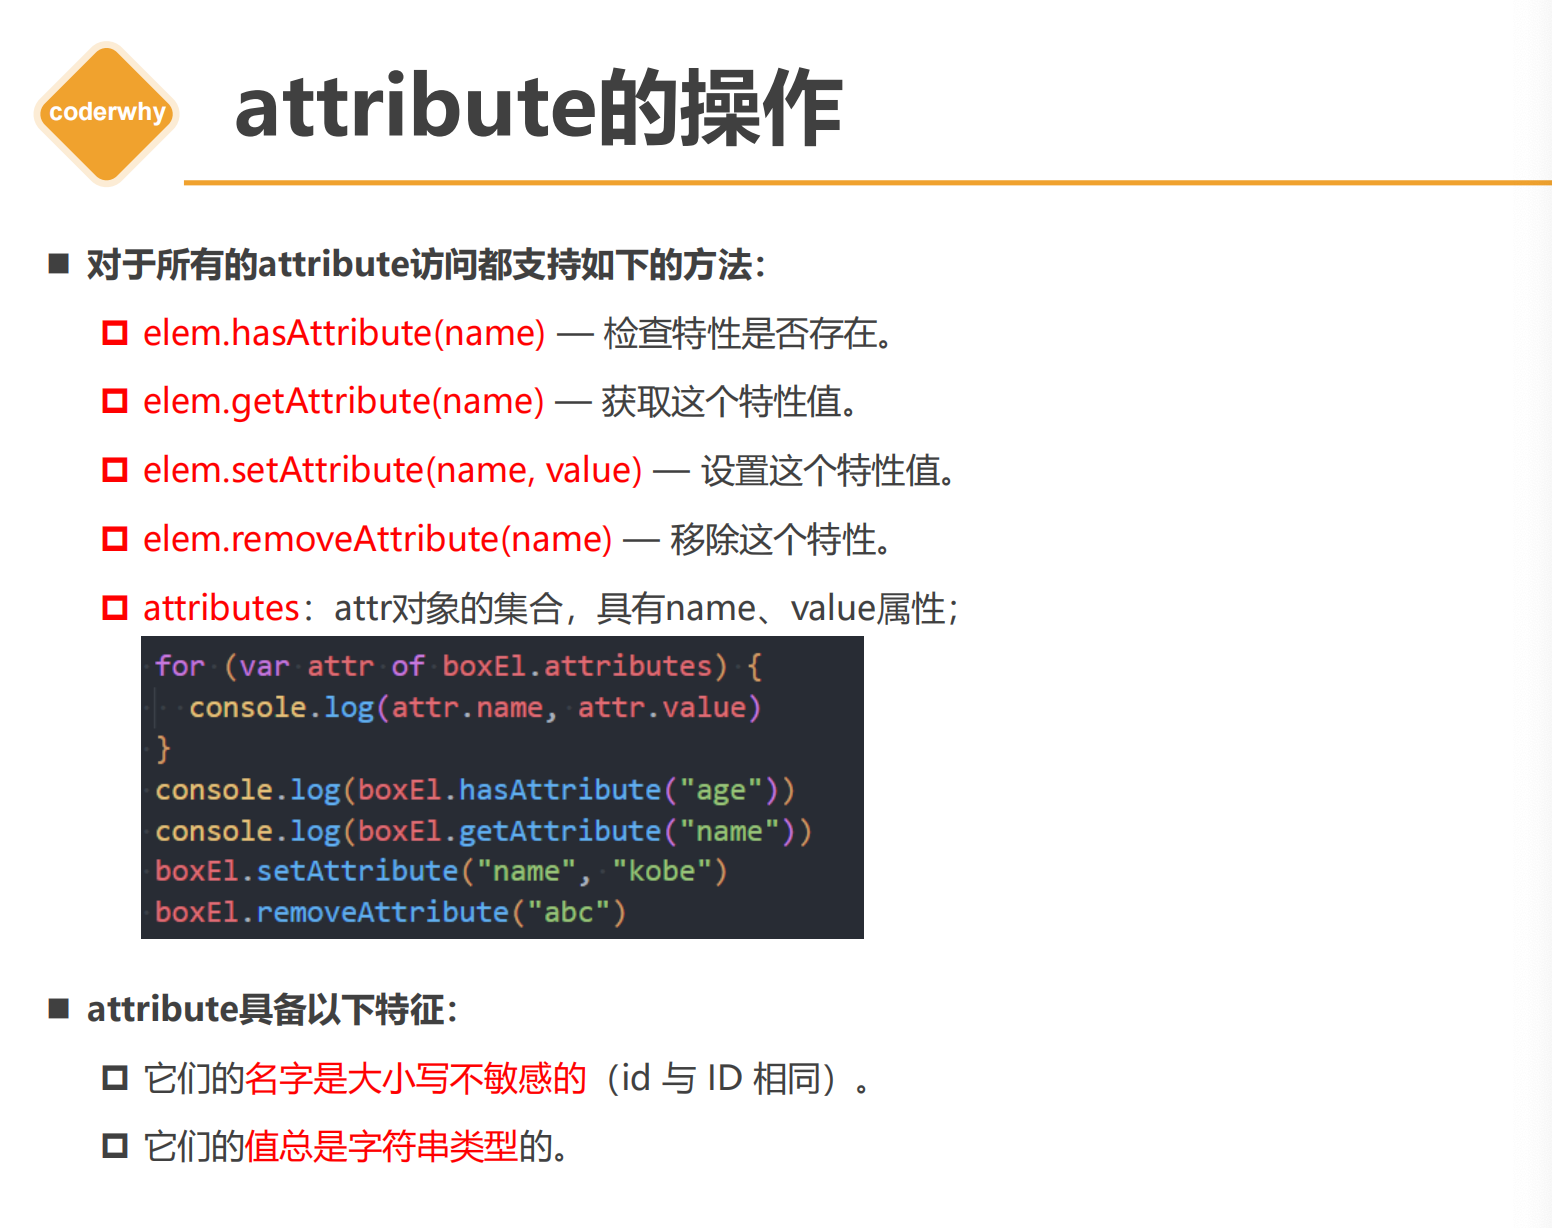 coderwhy
attribute的操作
对于所有的attribute访问都支持如下的方法：
elem.hasAttribute(name) — 检查特性是否存在。
elem.getAttribute(name) — 获取这个特性值。
elem.setAttribute(name, value) — 设置这个特性值。
elem.removeAttribute(name) — 移除这个特性。
attributes：attr对象的集合，具有name、value属性；
for (var attr of boxEl.attributes) {
console.log(attr.name, attr.value)
}
console.log(boxEl.hasAttribute("age"))
console.log(boxEl.getAttribute("name"))
boxEl.setAttribute("name", "kobe")
boxEl.removeAttribute("abc")
attribute具备以下特征：
它们的名字是大小写不敏感的（id 与 ID 相同）。
它们的值总是字符串类型的。